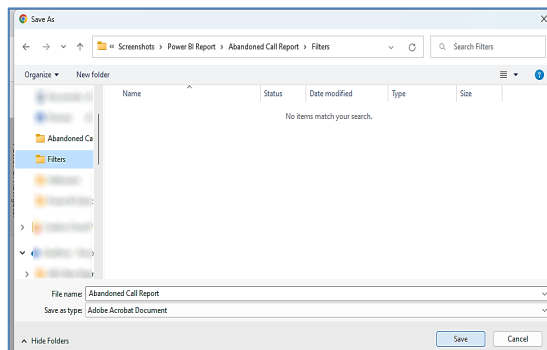 Save As
« Screenshots › Power BI Report › Abandoned Call Report › Filters
Search Filters
Organize New folder
Name Status Date modified Type Size
No items match your search.
Abandoned Ca
Filters
File name: Abandoned Call Report
Save as type: Adobe Acrobat Document
Hide Folders Save Cancel